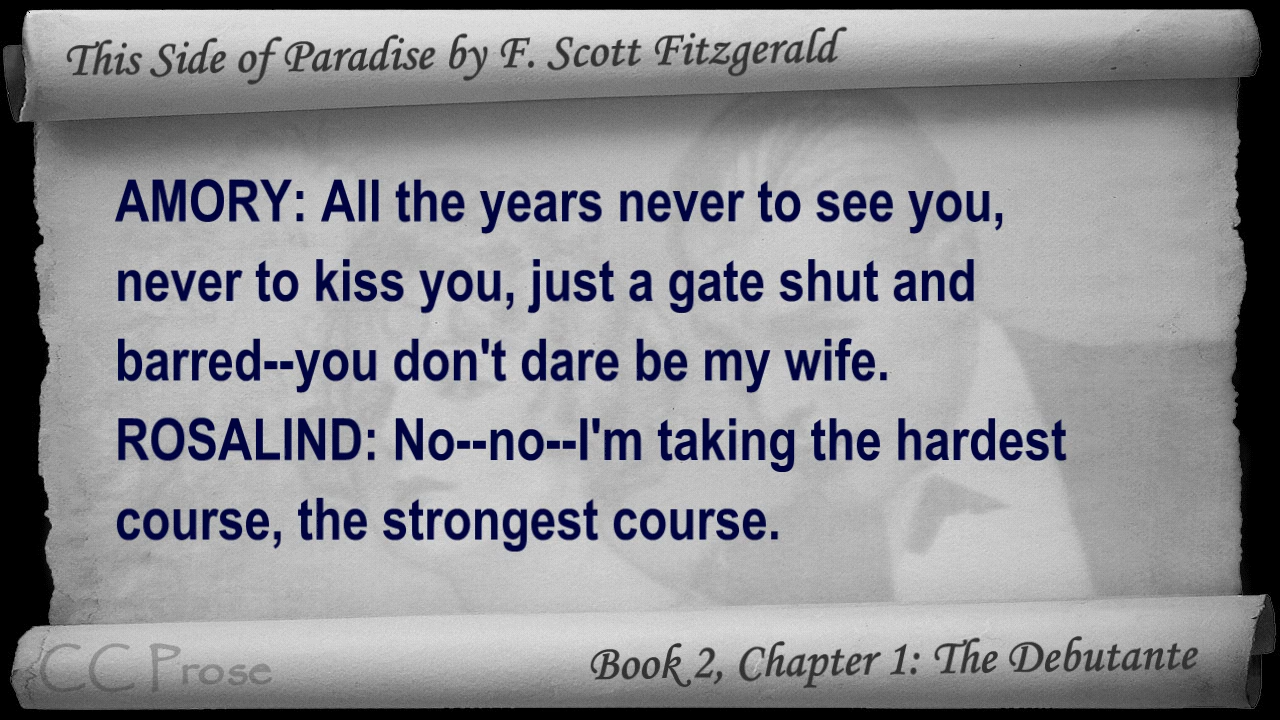 This Side of Paradise by F. Scott Fitzgerald
AMORY: All the years never to see you,
never to kiss you, just a gate shut and
barred--you don't dare be my wife.
ROSALIND: No--no--I'm taking the hardest
course, the strongest course.
CC Prose
Book 2, Chapter 1: The Debutante